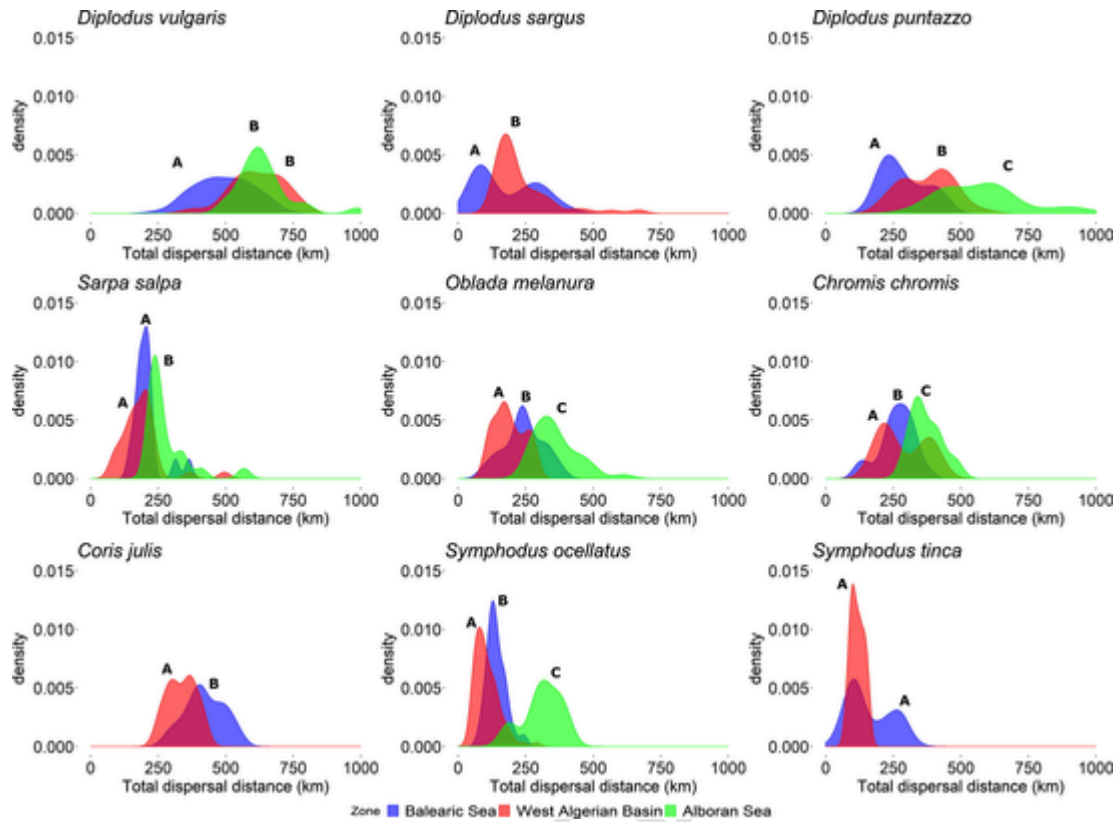 Diplodus vulgaris
Diplodus sargus
Diplodus puntazzo
0.015
0.010
0.005
0.000
density
A
B
B
0 250 500 750 1000
Total dispersal distance (km)
0.015
0.010
0.005
0.000
density
A
B
0 250 500 750 1000
Total dispersal distance (km)
0.015
0.010
0.005
0.000
density
A
B
C
0 250 500 750 1000
Total dispersal distance (km)
Sarpa salpa
Oblada melanura
Chromis chromis
0.015
0.010
0.005
0.000
density
A
B
A
0 250 500 750 1000
Total dispersal distance (km)
0.015
0.010
0.005
0.000
density
A
B
C
0 250 500 750 1000
Total dispersal distance (km)
0.015
0.010
0.005
0.000
density
A
B
C
0 250 500 750 1000
Total dispersal distance (km)
Coris julis
Symphodus ocellatus
Symphodus tinca
0.015
0.010
0.005
0.000
density
A
B
0 250 500 750 1000
Total dispersal distance (km)
0.015
0.010
0.005
0.000
density
A
B
C
0 250 500 750 1000
Total dispersal distance (km)
0.015
0.010
0.005
0.000
density
A
A
0 250 500 750 1000
Total dispersal distance (km)
Zone Balearic Sea West Algerian Basin Alboran Sea